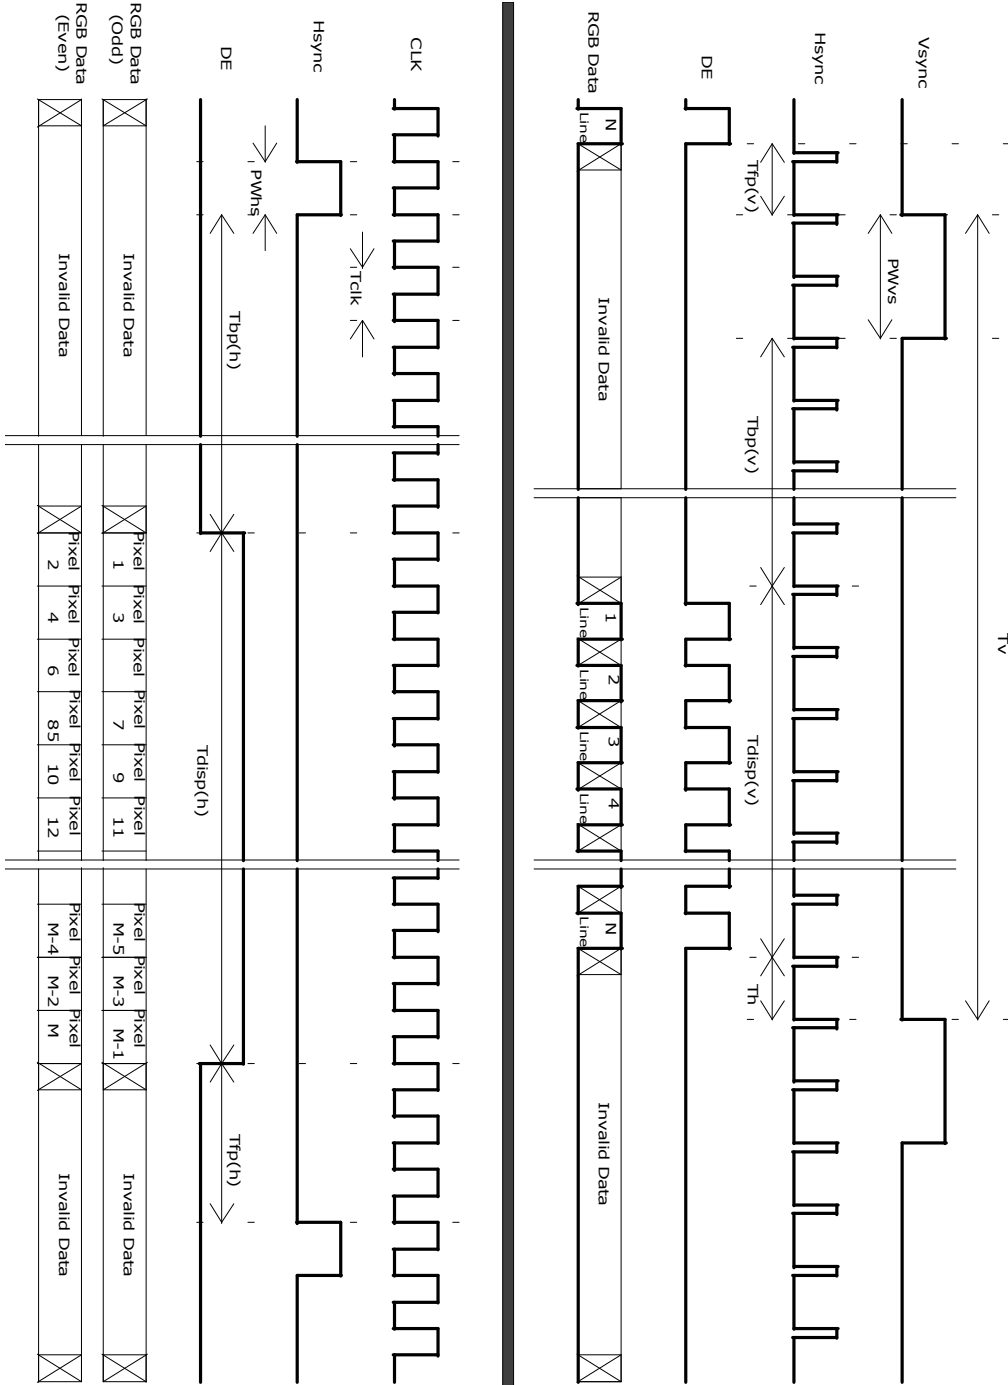 Tv
Vsync
PWvs
Hsync
Tfp(v)
Tbp(v)
Tdisp(v)
Th
DE
RGB Data
N
Line
Invalid Data
1
Line
2
Line
3
Line
4
Line
N
Line
Invalid Data
CLK
Tclk
Hsync
PWhs
DE
Tbp(h)
Tdisp(h)
Tfp(h)
RGB Data
(Odd)
Invalid Data
Pixel
1
Pixel
3
Pixel
Pixel
7
Pixel
9
Pixel
11
Pixel
M-5
Pixel
M-3
Pixel
M-1
Invalid Data
RGB Data
(Even)
Invalid Data
Pixel
2
Pixel
4
Pixel
6
Pixel
85
Pixel
10
Pixel
12
Pixel
M-4
Pixel
M-2
Pixel
M
Invalid Data